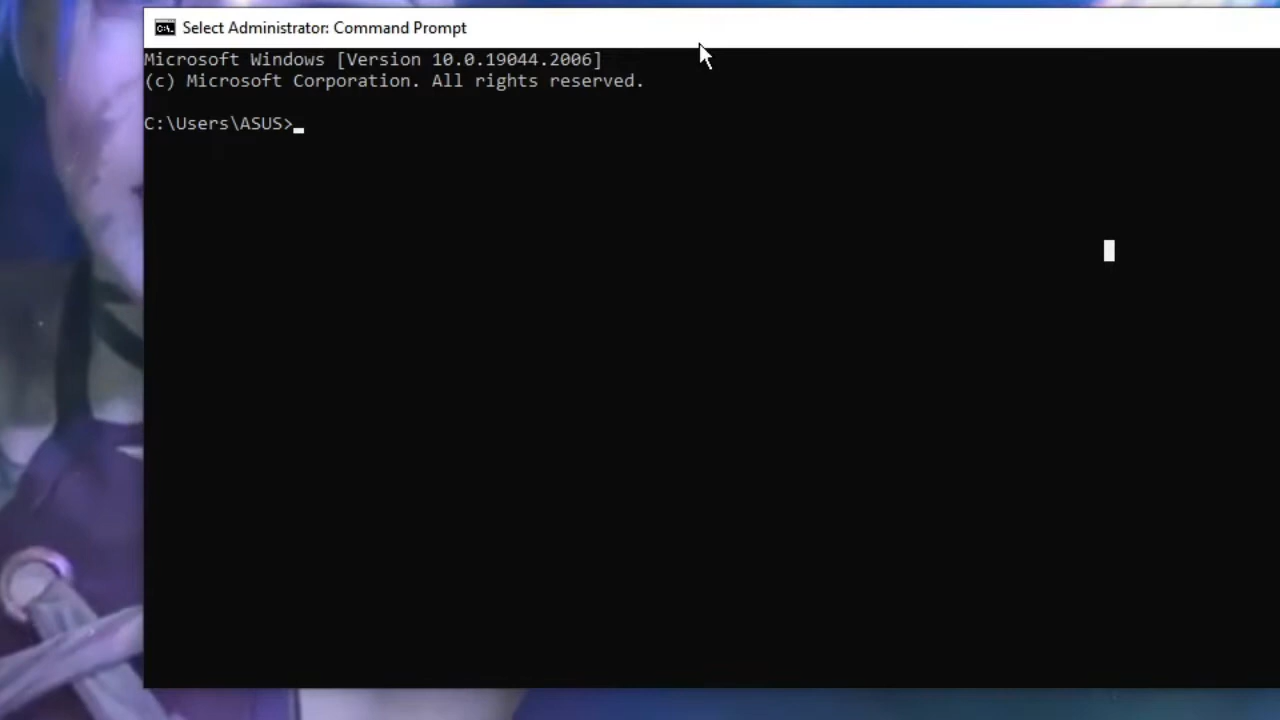 Select Administrator: Command Prompt
Microsoft Windows [Version 10.0.19044.2006]
(c) Microsoft Corporation. All rights reserved.
C:\Users\ASUS>